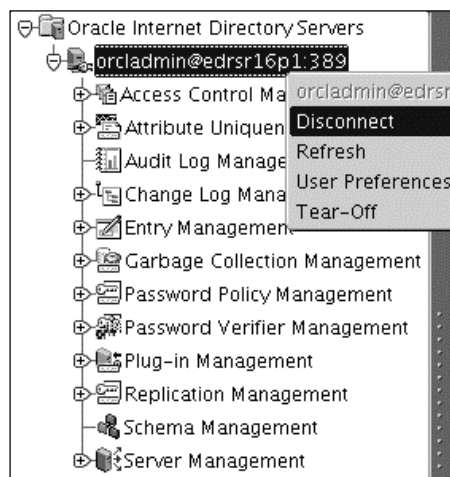 Oracle Internet Directory Servers
orcladmin@edrsr16p1:389
Access Control Ma
orcladmin@edrsr
Attribute Uniquen
Disconnect
Audit Log Manage
Refresh
Change Log Mana
User Preferences
Entry Management
Tear-Off
Garbage Collection Management
Password Policy Management
Password Verifier Management
Plug-in Management
Replication Management
Schema Management
Server Management